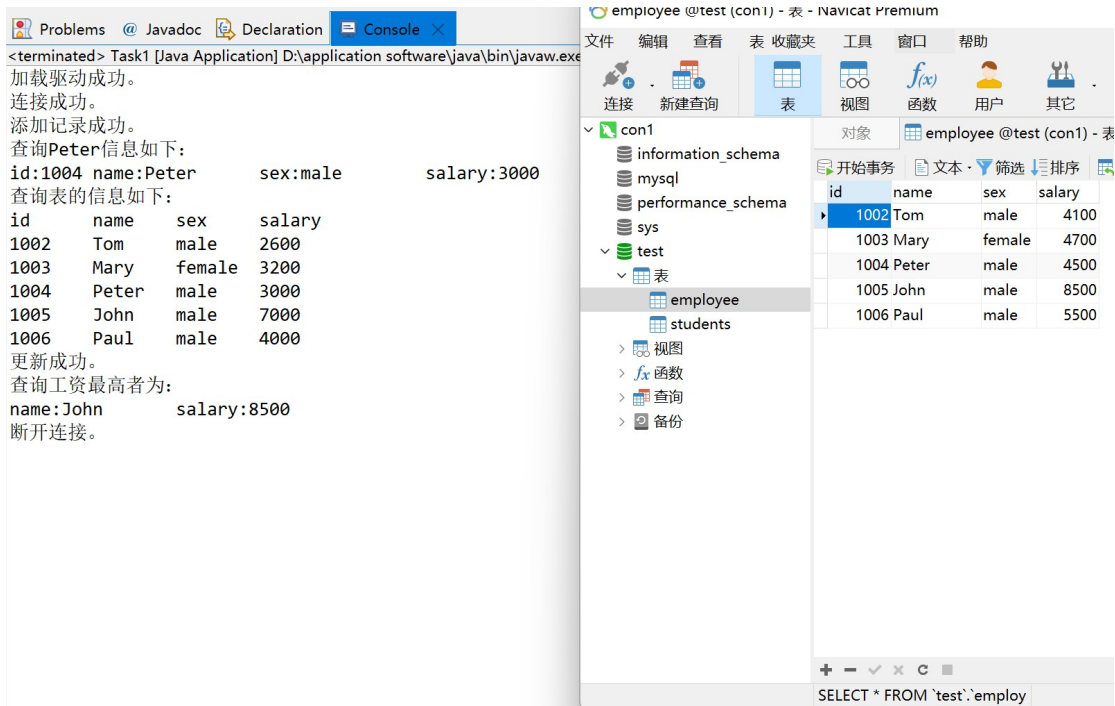 Problems @ Javadoc Declaration Console
<terminated> Task1 [Java Application] D:\application software\java\bin\javaw.exe
加载驱动成功。
连接成功。
添加记录成功。
查询Peter信息如下:
id:1004 name:Peter sex:male salary:3000
查询表的信息如下:
id name sex salary
1002 Tom male 2600
1003 Mary female 3200
1004 Peter male 3000
1005 John male 7000
1006 Paul male 4000
更新成功。
查询工资最高者为:
name:John salary:8500
断开连接。
employee @test (con1) - 表 - Navicat Premium
文件 编辑 查看 表 收藏夹 工具 窗口 帮助
f(x)
连接 新建查询 表 视图 函数 用户 其它
con1
information_schema
mysql
performance_schema
sys
test
表
employee
students
视图
fx 函数
查询
备份
对象 employee @test (con1) - 表
开始事务 文本 筛选 排序
id name sex salary
1002 Tom male 4100
1003 Mary female 4700
1004 Peter male 4500
1005 John male 8500
1006 Paul male 5500
SELECT * FROM `test`.`employ